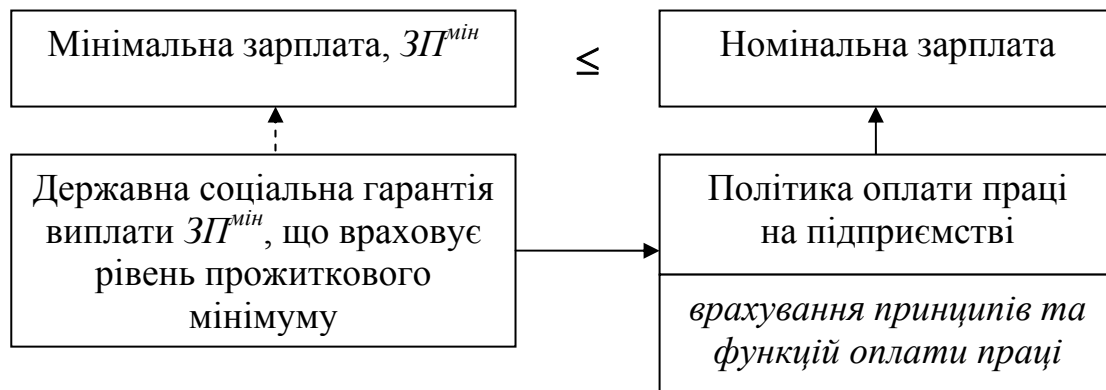 Мінімальна зарплата, ЗП^мін
≤
Номінальна зарплата
Державна соціальна гарантія
виплати ЗП^мін, що враховує
рівень прожиткового
мінімуму
Політика оплати праці
на підприємстві
врахування принципів та
функцій оплати праці